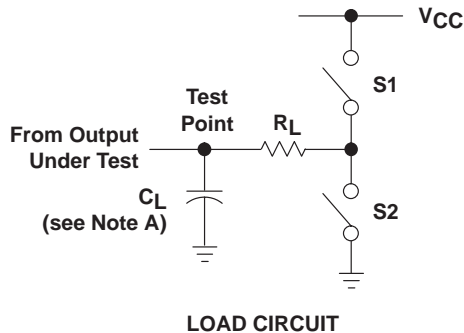 VCC
S1
Test
Point
RL
From Output
Under Test
CL
(see Note A)
S2
LOAD CIRCUIT